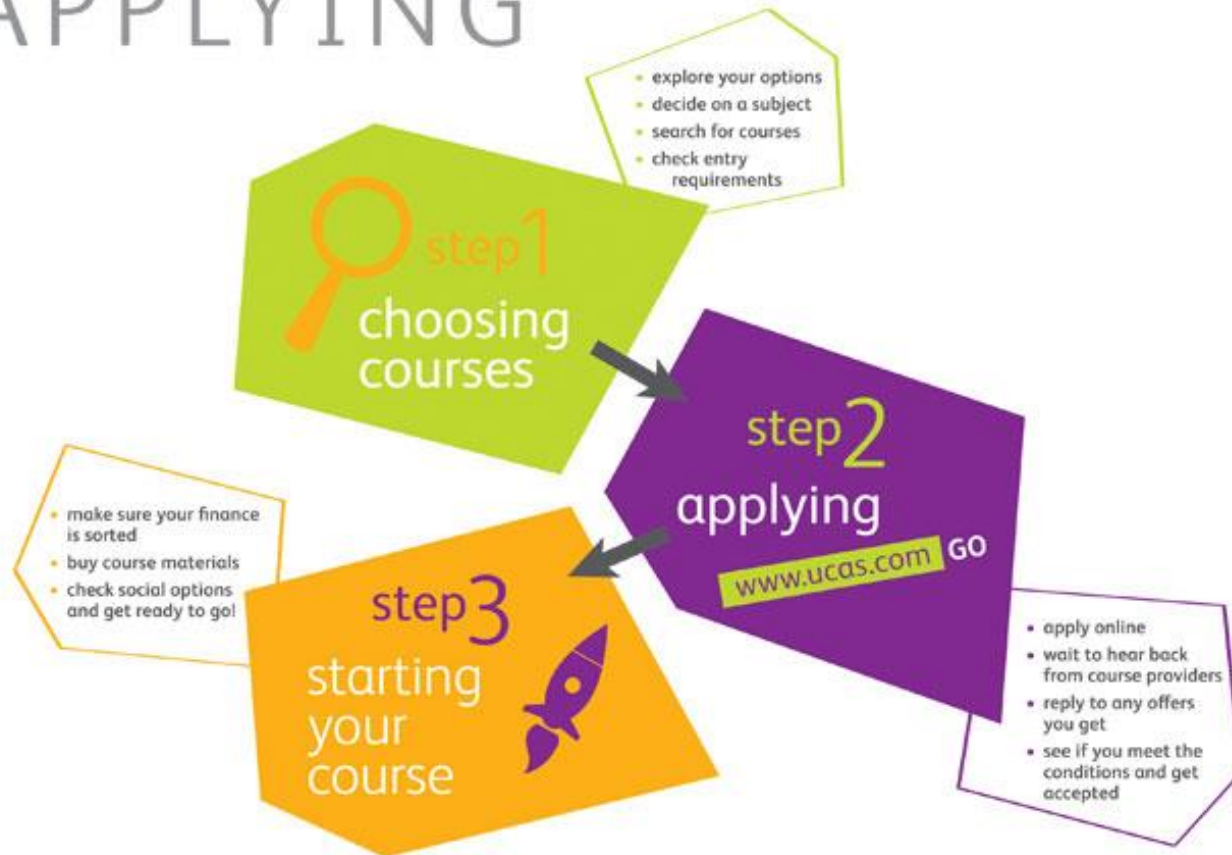 APPLYING
• explore your options
• decide on a subject
• search for courses
• check entry
requirements
step1
choosing
courses
step2
applying
www.ucas.com GO
• apply online
• wait to hear back
from course providers
• reply to any offers
you get
• see if you meet the
conditions and get
accepted
step3
starting
your
course
• make sure your finance
is sorted
• buy course materials
• check social options
and get ready to go!